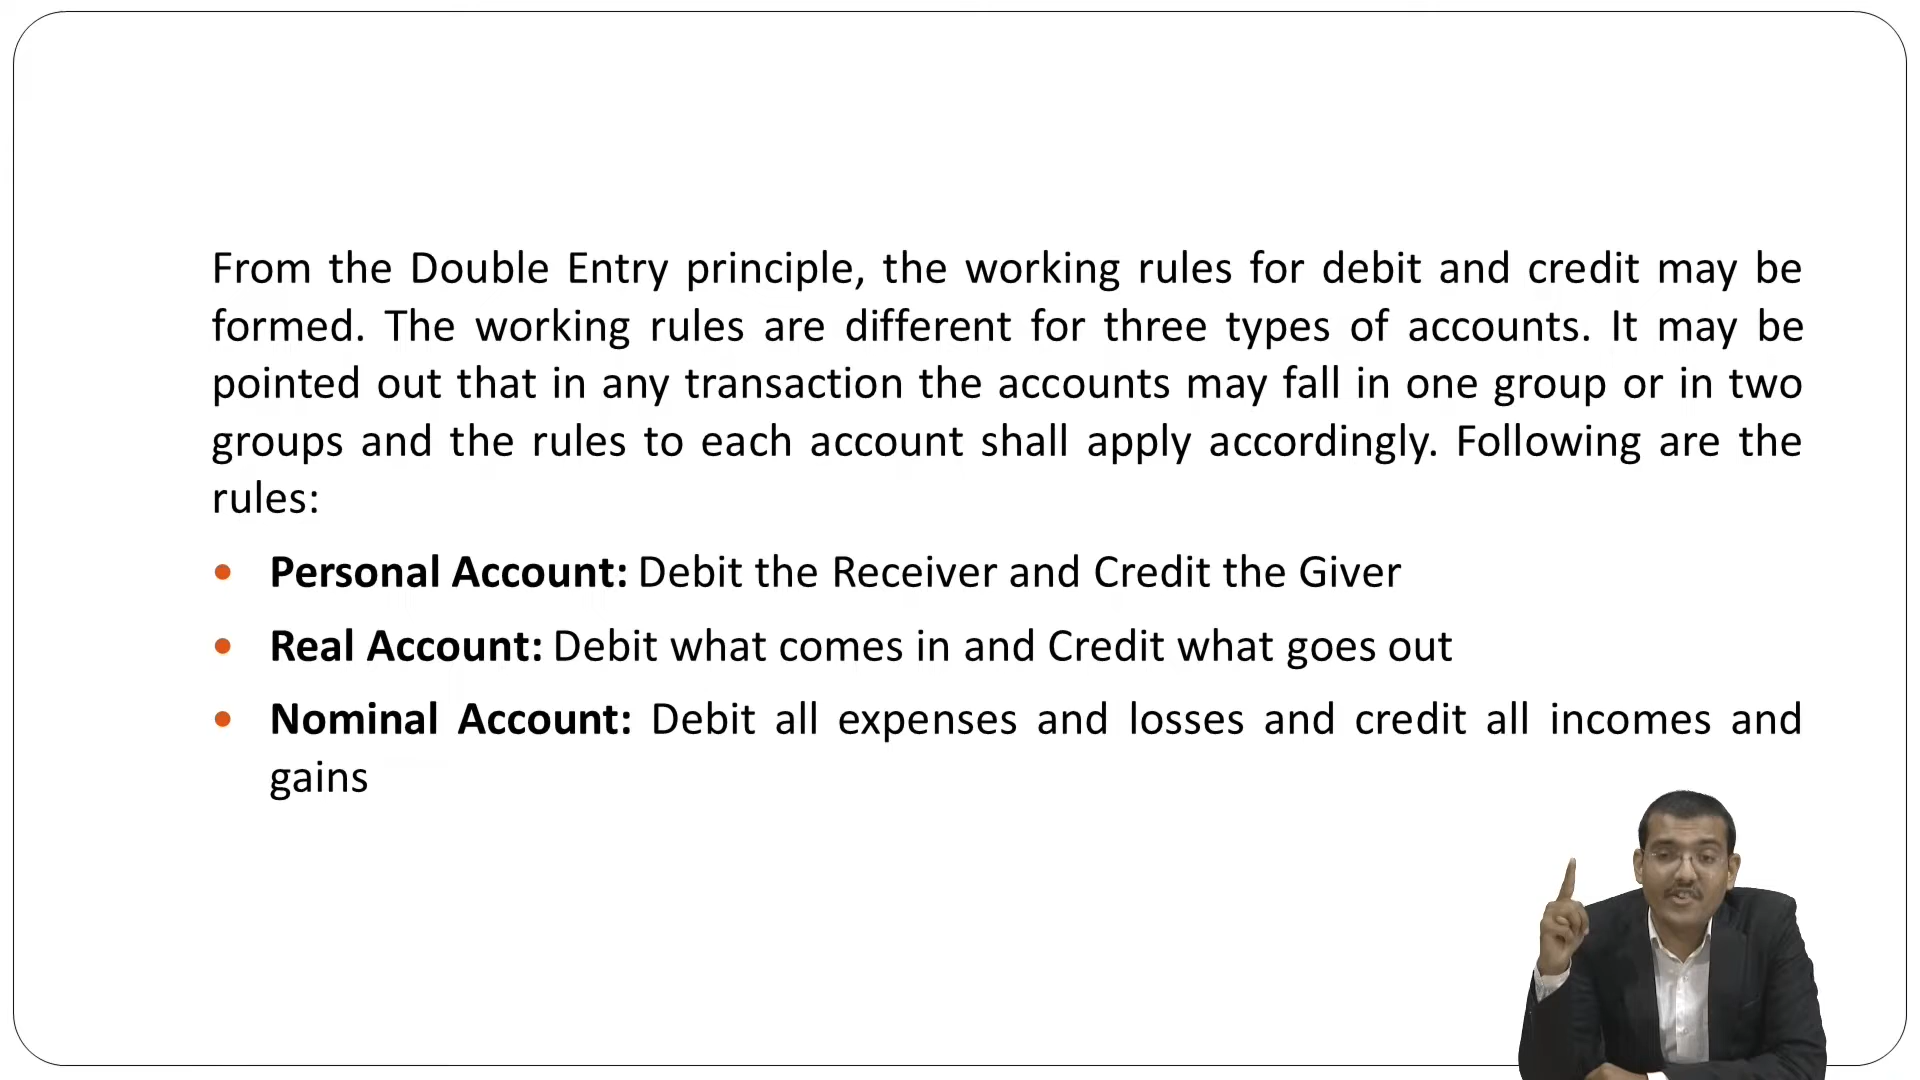 From the Double Entry principle, the working rules for debit and credit may be
formed. The working rules are different for three types of accounts. It may be
pointed out that in any transaction the accounts may fall in one group or in two
groups and the rules to each account shall apply accordingly. Following are the
rules:
• Personal Account: Debit the Receiver and Credit the Giver
• Real Account: Debit what comes in and Credit what goes out
• Nominal Account: Debit all expenses and losses and credit all incomes and
gains